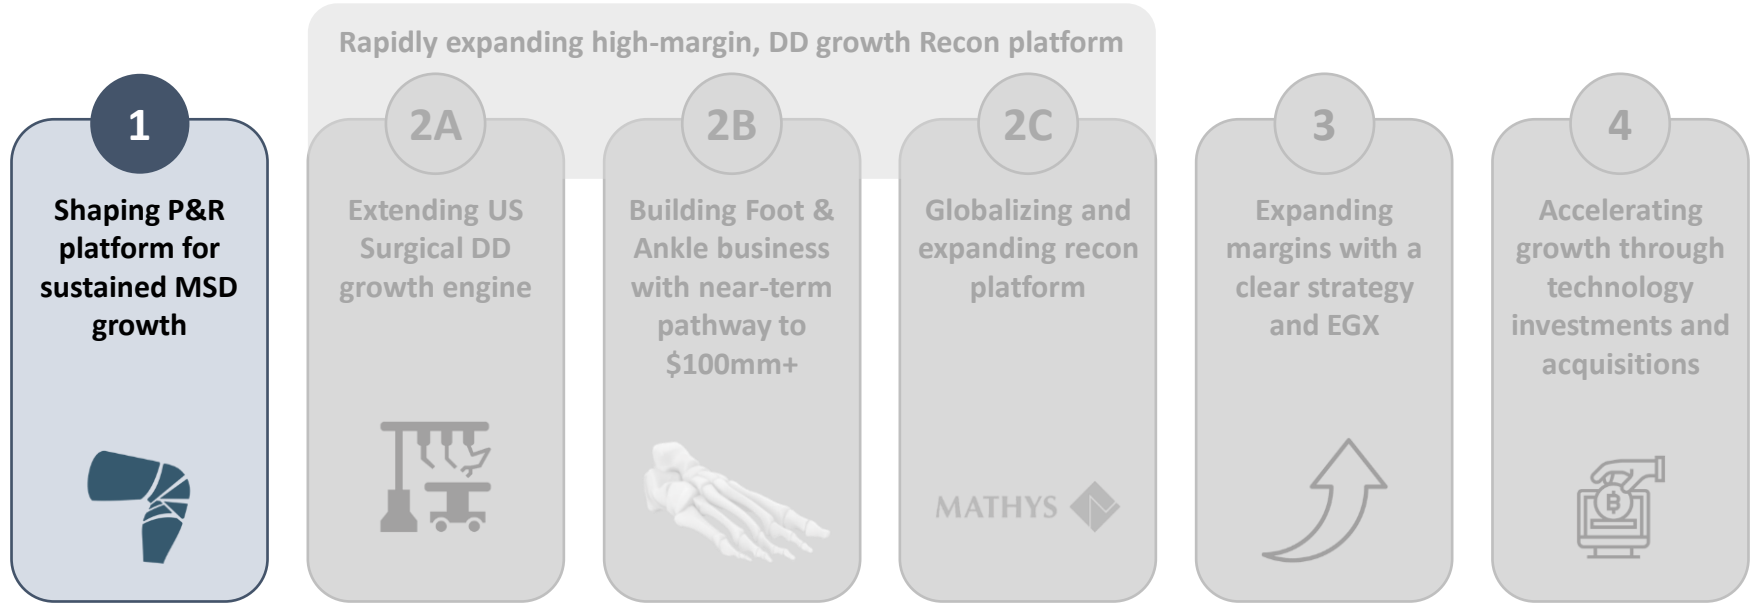 Rapidly expanding high-margin, DD growth Recon platform
1
Shaping P&R
platform for
sustained MSD
growth
2A
Extending US
Surgical DD
growth engine
2B
Building Foot &
Ankle business
with near-term
pathway to
$100mm+
2C
Globalizing and
expanding recon
platform
MATHYS
3
Expanding
margins with a
clear strategy
and EGX
4
Accelerating
growth through
technology
investments and
acquisitions